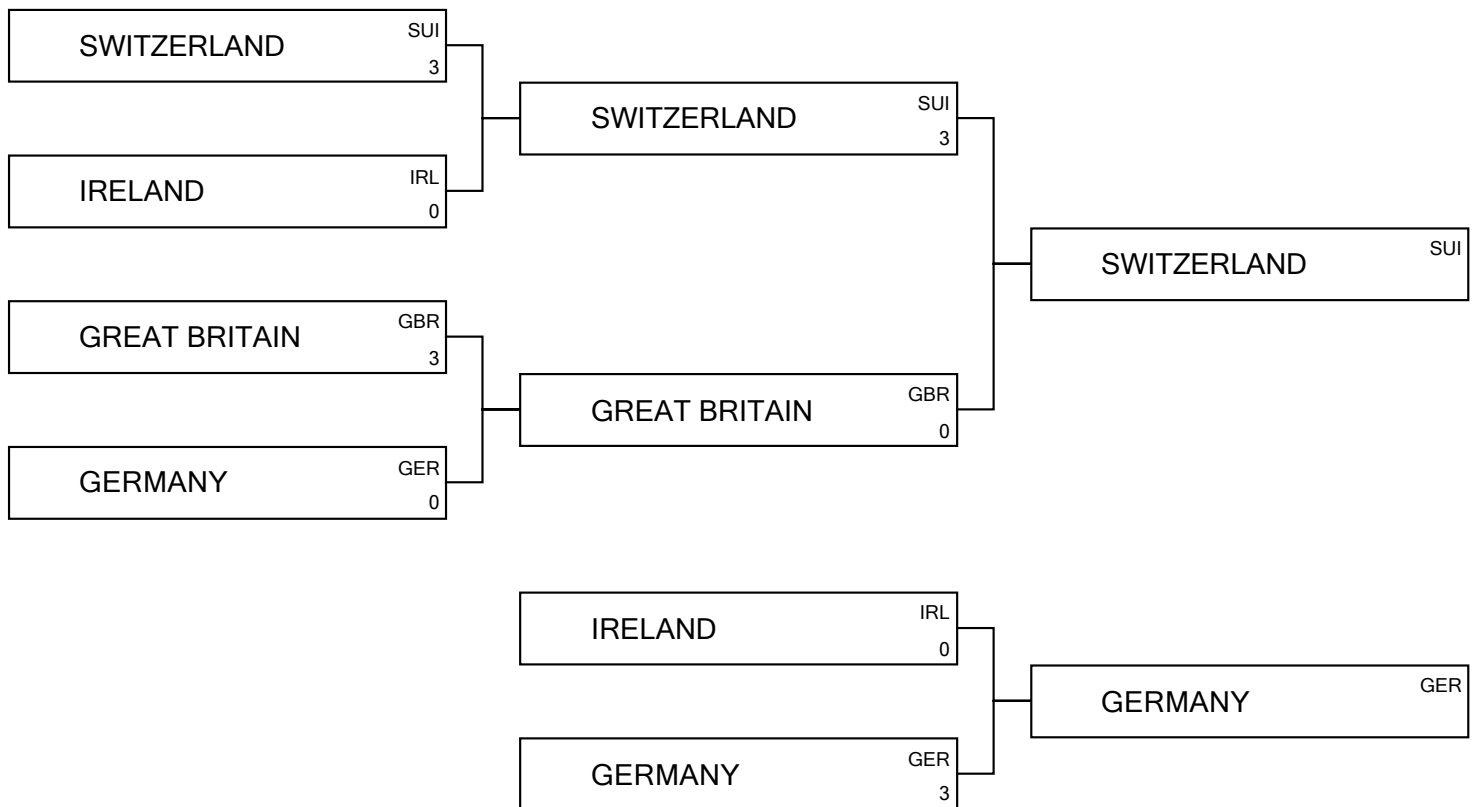 SWITZERLAND SUI
3
IRELAND IRL
0
GREAT BRITAIN GBR
3
GERMANY GER
0
SWITZERLAND SUI
3
GREAT BRITAIN GBR
0
SWITZERLAND SUI
IRELAND IRL
0
GERMANY GER
3
GERMANY GER